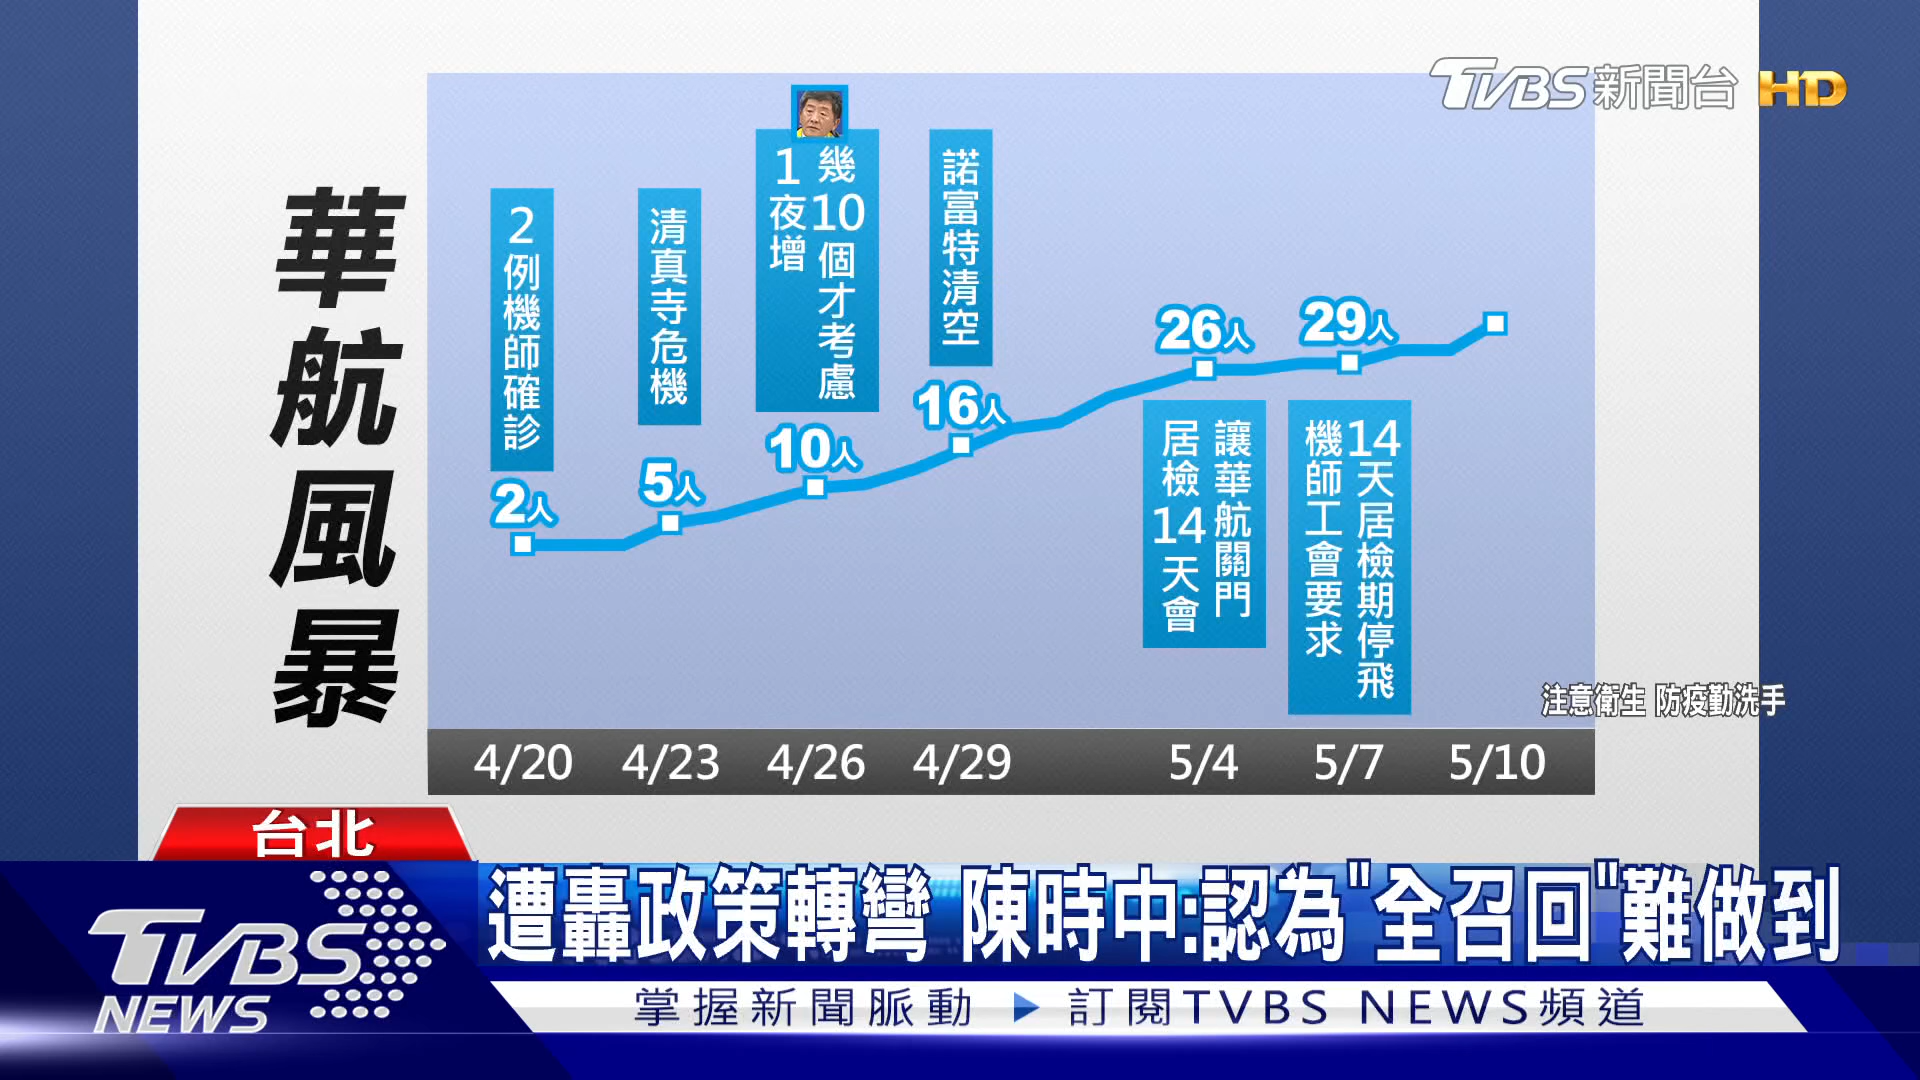 TVBS新聞台 HD
華航風暴
2例機師確診
2人
清真寺危機
5人
幾10個才考慮
1夜增
10人
諾富特清空
16人
26人
讓華航關門
居檢14天會
29人
14天居檢期停飛
機師工會要求
注意衛生 防疫勤洗手
4/20 4/23 4/26 4/29 5/4 5/7 5/10
台北
遭轟政策轉彎 陳時中:認為"全召回"難做到
TVBS NEWS
掌握新聞脈動 ▶ 訂閱TVBS NEWS頻道